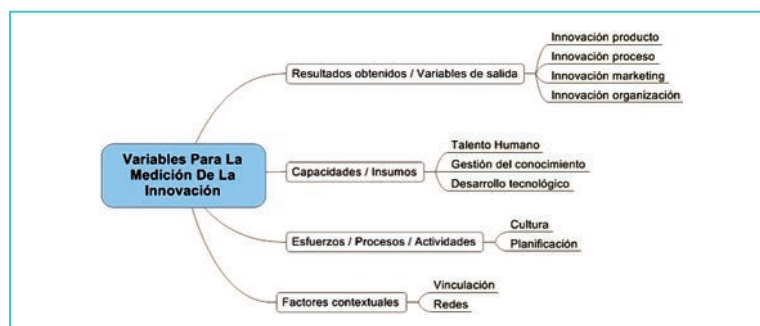 Variables Para La
Medición De La
Innovación
Resultados obtenidos / Variables de salida
Innovación producto
Innovación proceso
Innovación marketing
Innovación organización
Capacidades / Insumos
Talento Humano
Gestión del conocimiento
Desarrollo tecnológico
Esfuerzos / Procesos / Actividades
Cultura
Planificación
Factores contextuales
Vinculación
Redes